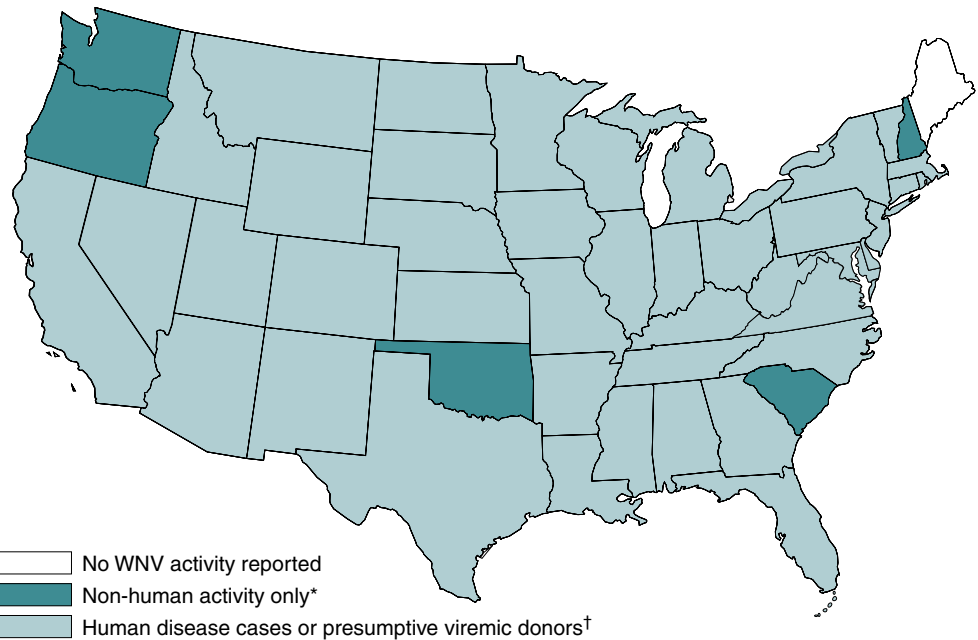 No WNV activity reported
Non-human activity only*
Human disease cases or presumptive viremic donors†